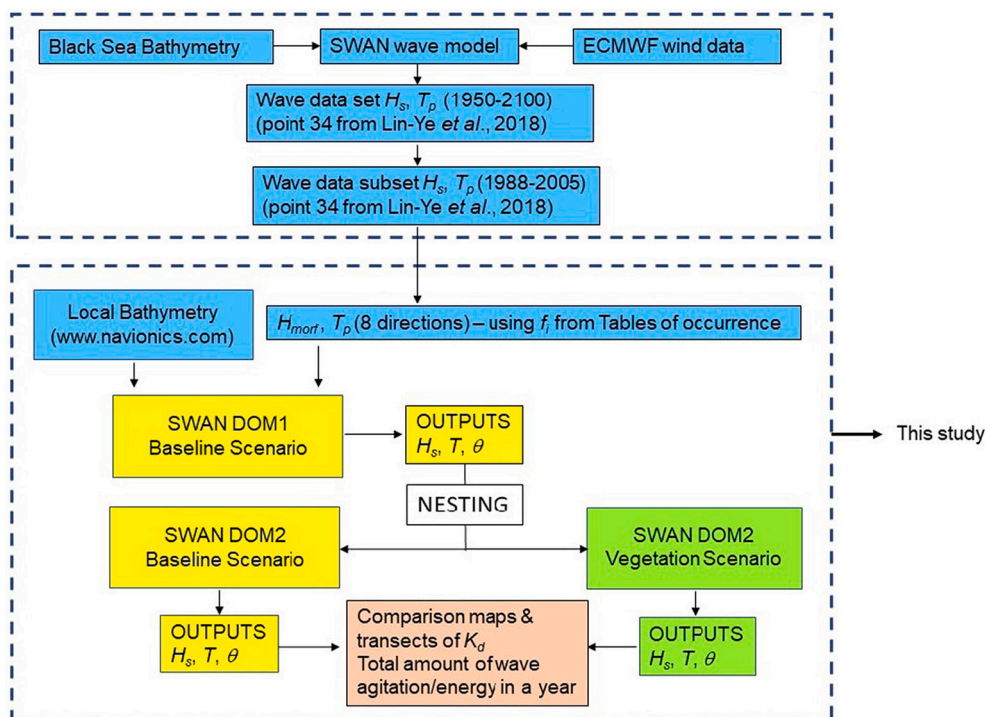 Black Sea Bathymetry
SWAN wave model
ECMWF wind data
Wave data set Hs, Tp (1950-2100)
(point 34 from Lin-Ye et al., 2018)
Wave data subset Hs, Tp (1988-2005)
(point 34 from Lin-Ye et al., 2018)
Local Bathymetry
(www.navionics.com)
Hmorf, Tp (8 directions) – using fi from Tables of occurrence
SWAN DOM1
Baseline Scenario
OUTPUTS
Hs, T, θ
This study
NESTING
SWAN DOM2
Baseline Scenario
SWAN DOM2
Vegetation Scenario
OUTPUTS
Hs, T, θ
Comparison maps &
transects of Kd
Total amount of wave
agitation/energy in a year
OUTPUTS
Hs, T, θ